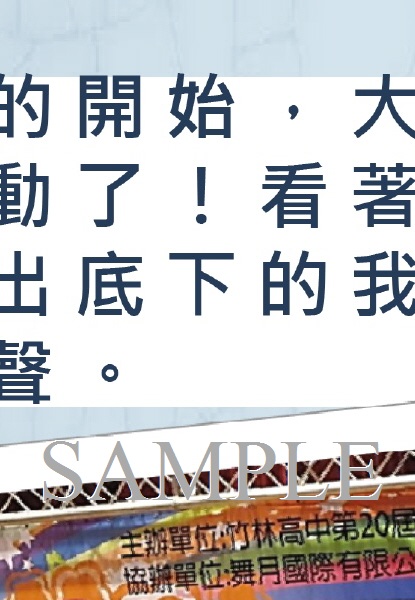 的開始，大
動了！看著
出底下的我
聲。
SAMPLE
主辦單位:竹林高中第20屆
協辦單位:舞月國際有限公